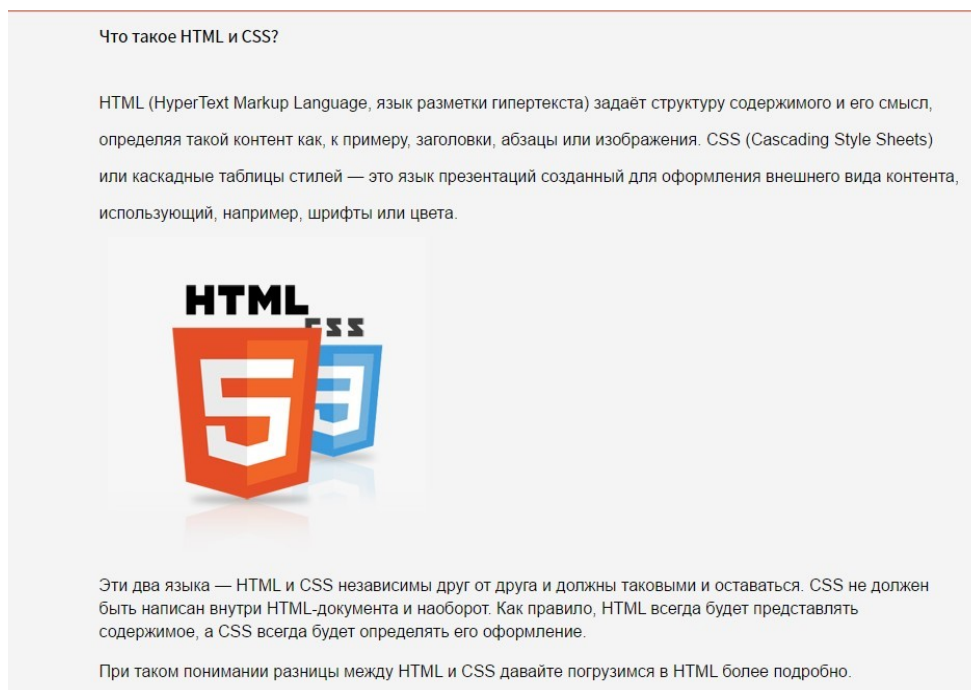 Что такое HTML и CSS?
HTML (HyperText Markup Language, язык разметки гипертекста) задаёт структуру содержимого и его смысл,
определяя такой контент как, к примеру, заголовки, абзацы или изображения. CSS (Cascading Style Sheets)
или каскадные таблицы стилей — это язык презентаций созданный для оформления внешнего вида контента,
использующий, например, шрифты или цвета.
HTML
CSS
5
3
Эти два языка — HTML и CSS независимы друг от друга и должны таковыми и оставаться. CSS не должен
быть написан внутри HTML-документа и наоборот. Как правило, HTML всегда будет представлять
содержимое, а CSS всегда будет определять его оформление.
При таком понимании разницы между HTML и CSS давайте погрузимся в HTML более подробно.